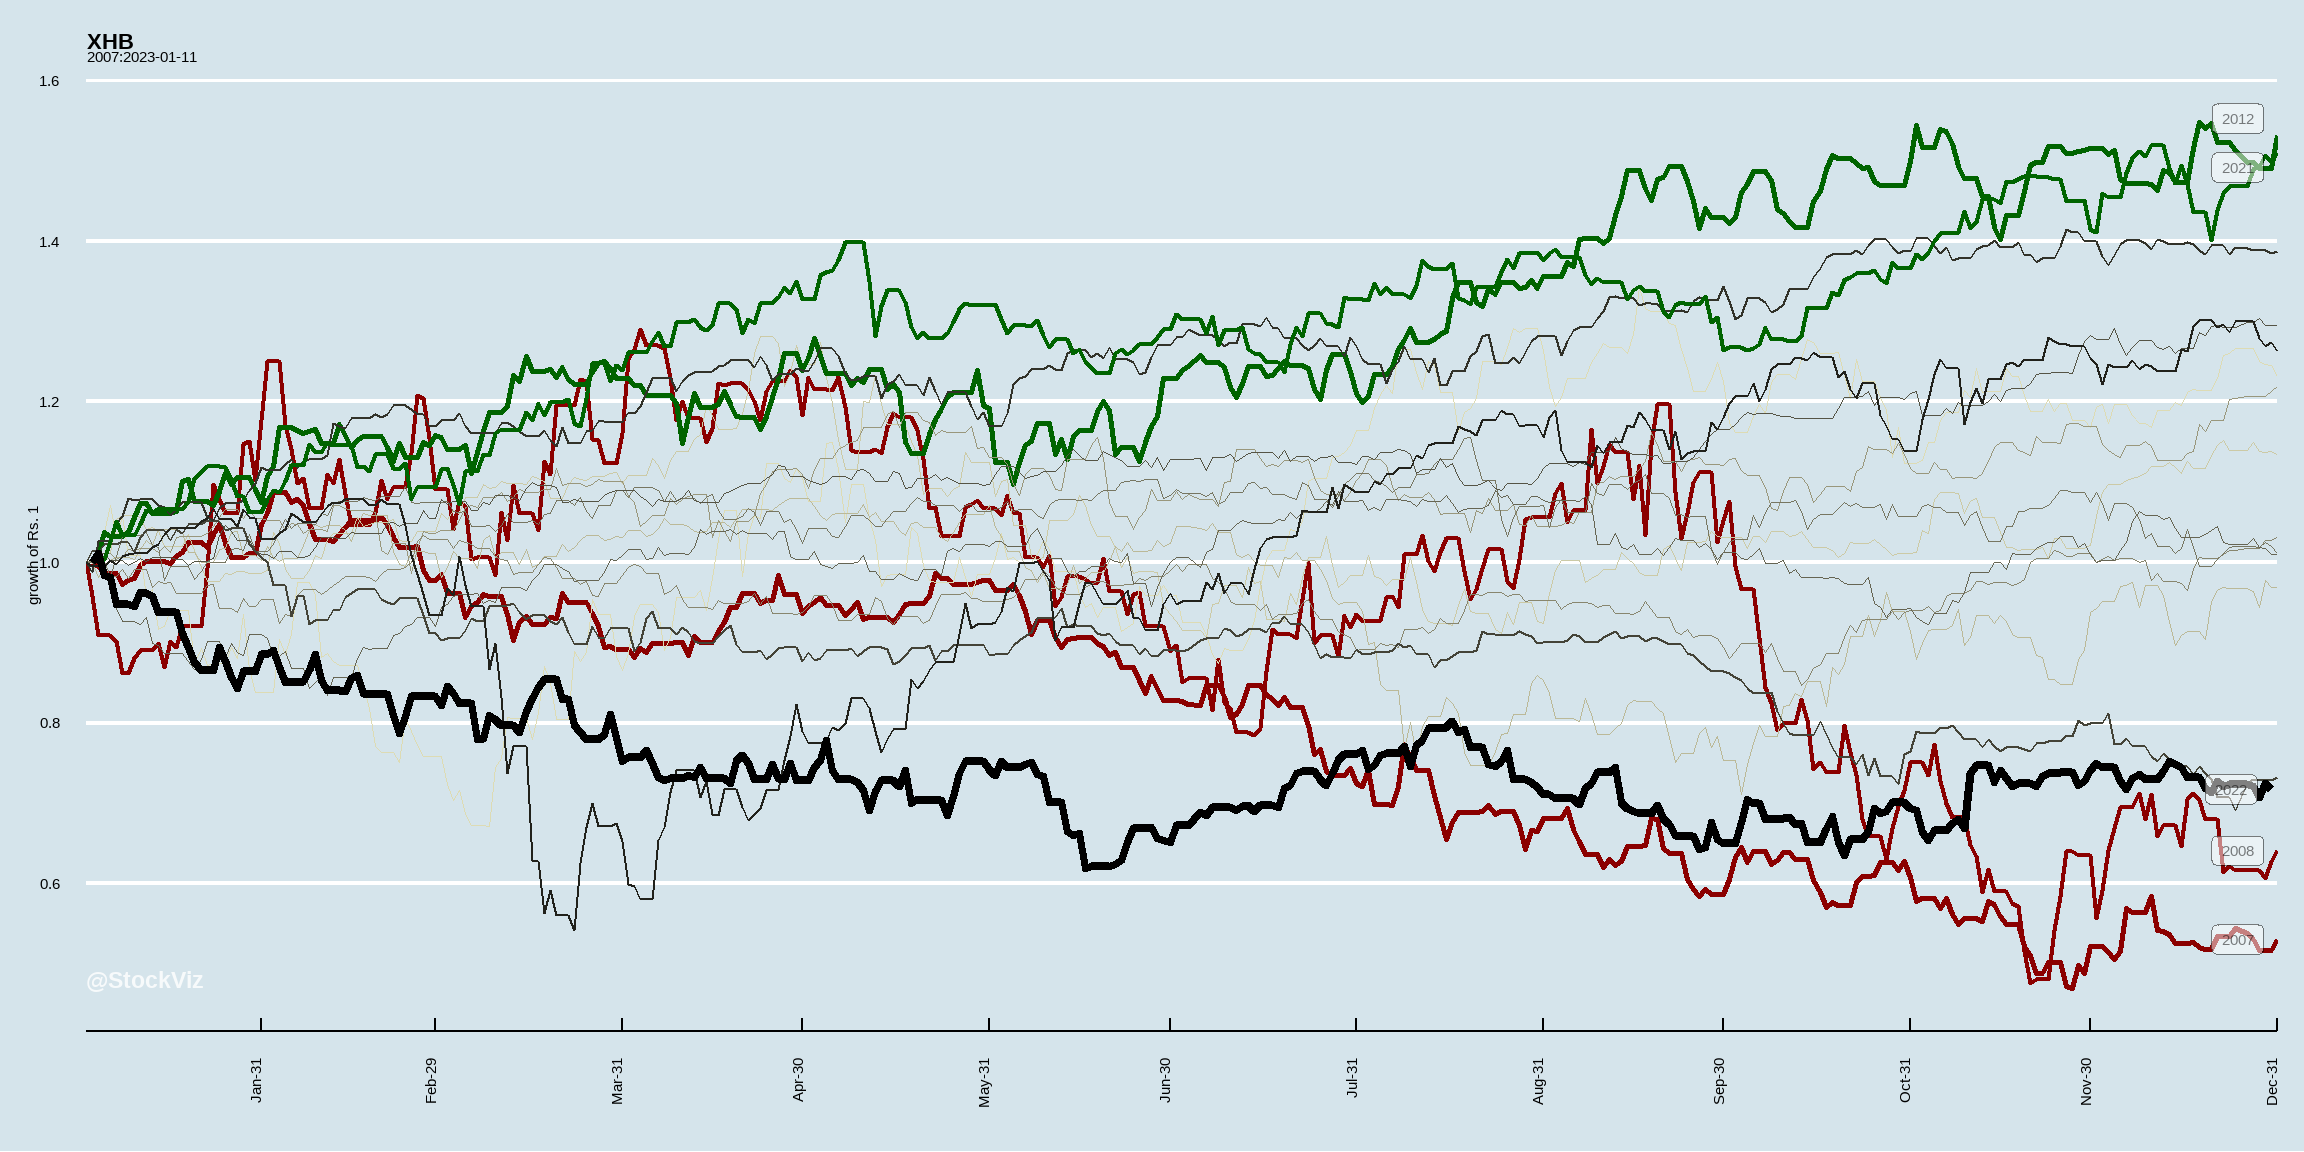 XHB
2007:2023-01-11
1.6
1.4
1.2
1.0
0.8
0.6
growth of Rs. 1
2012
2021
2022
2008
2007
@StockViz
Jan-31
Feb-29
Mar-31
Apr-30
May-31
Jun-30
Jul-31
Aug-31
Sep-30
Oct-31
Nov-30
Dec-31